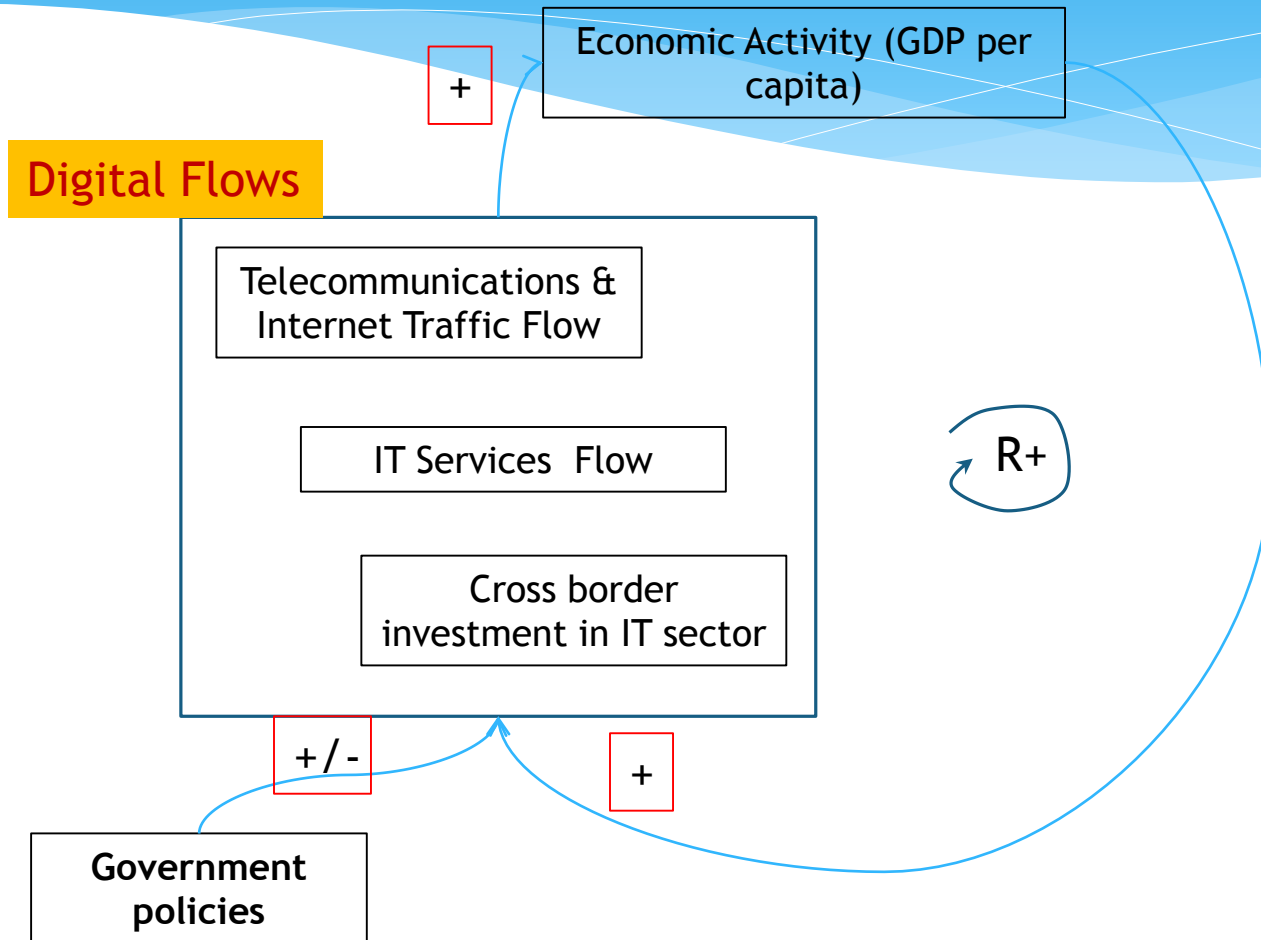 Economic Activity (GDP per
capita)
+
Digital Flows
Telecommunications &
Internet Traffic Flow
IT Services Flow
R+
Cross border
investment in IT sector
+/-
+
Government
policies